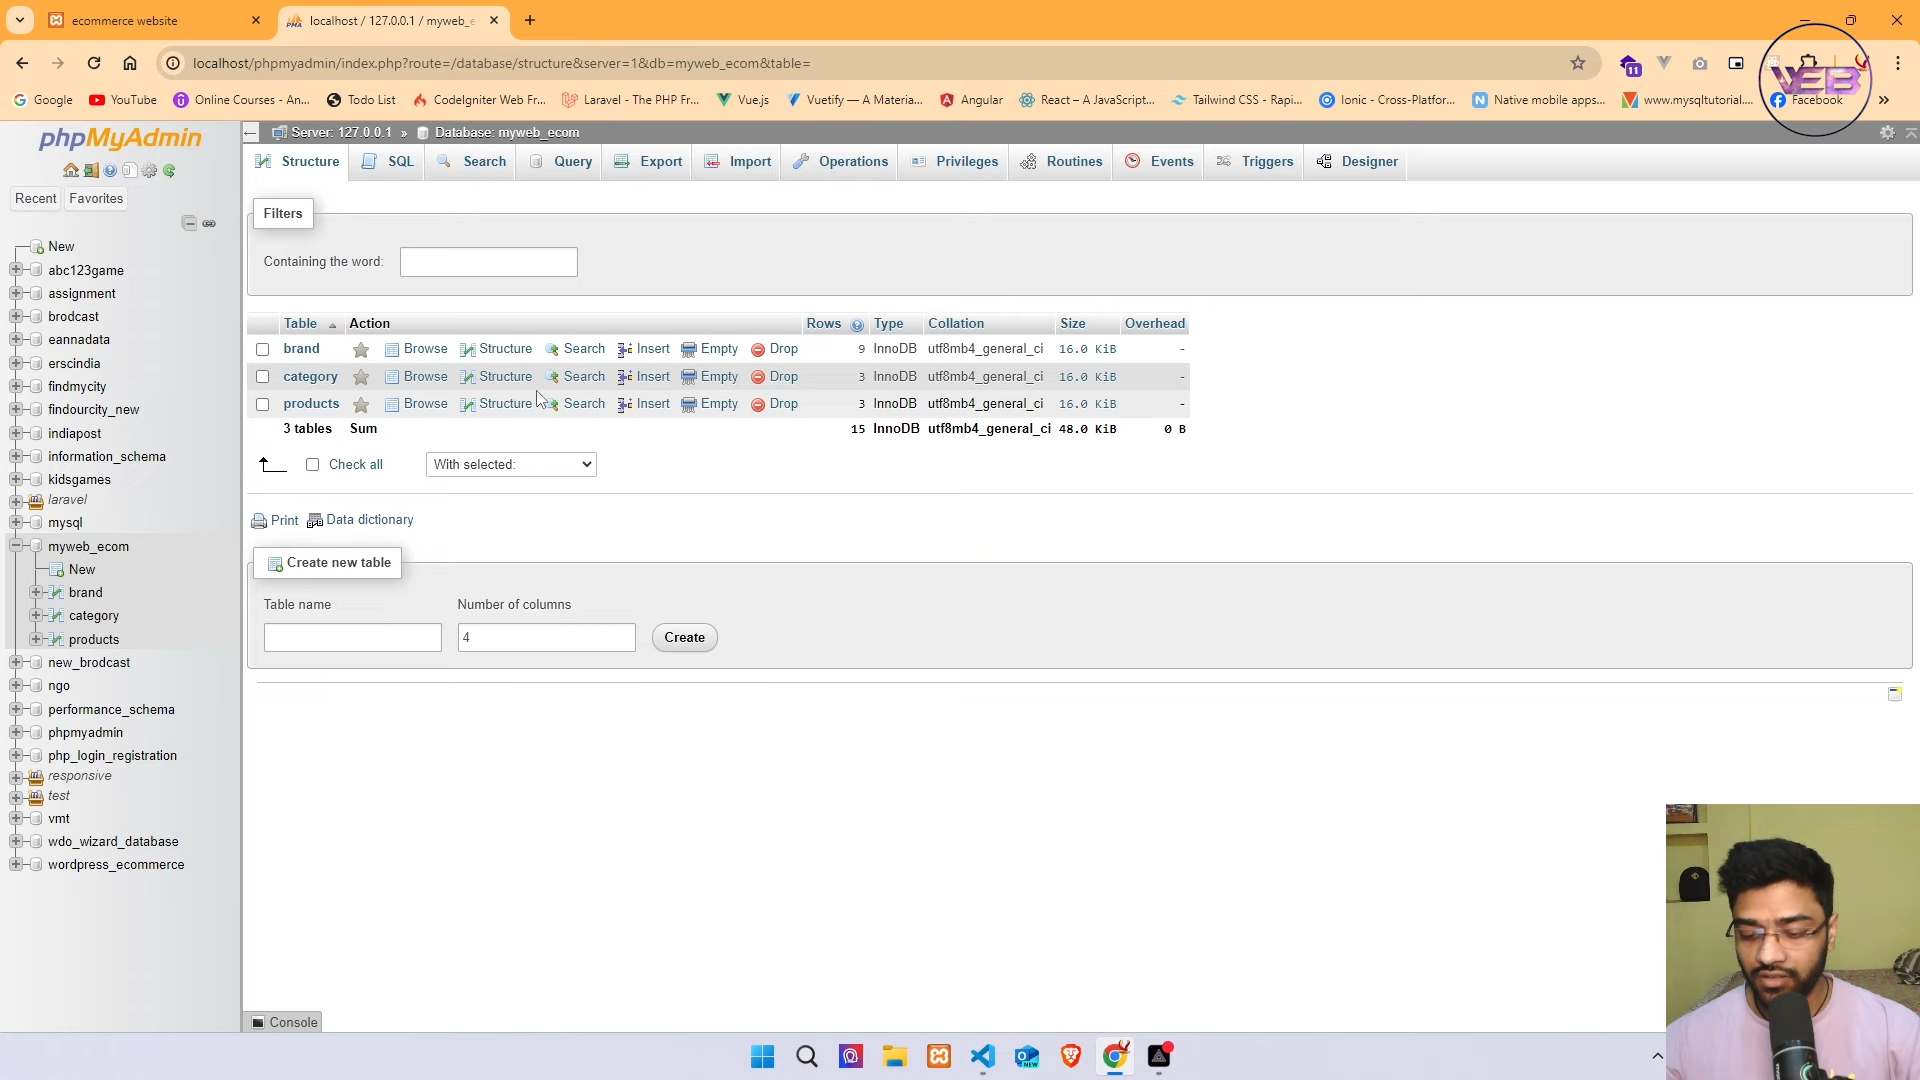 ecommerce website
localhost / 127.0.0.1 / myweb_e
localhost/phpmyadmin/index.php?route=/database/structure&server=1&db=myweb_ecom&table=
11
Google YouTube Online Courses - An... Todo List CodeIgniter Web Fr... Laravel - The PHP Fr... Vue.js Vuetify — A Materia... Angular React – A JavaScript... Tailwind CSS - Rapi... Ionic - Cross-Platfor... Native mobile apps... www.mysqltutorial.... Facebook »
WEB
phpMyAdmin
Recent Favorites
New
abc123game
assignment
brodcast
eannadata
erscindia
findmycity
findourcity_new
indiapost
information_schema
kidsgames
laravel
mysql
myweb_ecom
New
brand
category
products
new_brodcast
ngo
performance_schema
phpmyadmin
php_login_registration
responsive
test
vmt
wdo_wizard_database
wordpress_ecommerce
Server: 127.0.0.1 » Database: myweb_ecom
Structure SQL Search Query Export Import Operations Privileges Routines Events Triggers Designer
Filters
Containing the word:
Table Action Rows Type Collation Size Overhead
brand Browse Structure Search Insert Empty Drop 9 InnoDB utf8mb4_general_ci 16.0 KiB -
category Browse Structure Search Insert Empty Drop 3 InnoDB utf8mb4_general_ci 16.0 KiB -
products Browse Structure Search Insert Empty Drop 3 InnoDB utf8mb4_general_ci 16.0 KiB -
3 tables Sum 15 InnoDB utf8mb4_general_ci 48.0 KiB 0 B
Check all With selected:
Print Data dictionary
Create new table
Table name Number of columns
4 Create
Console